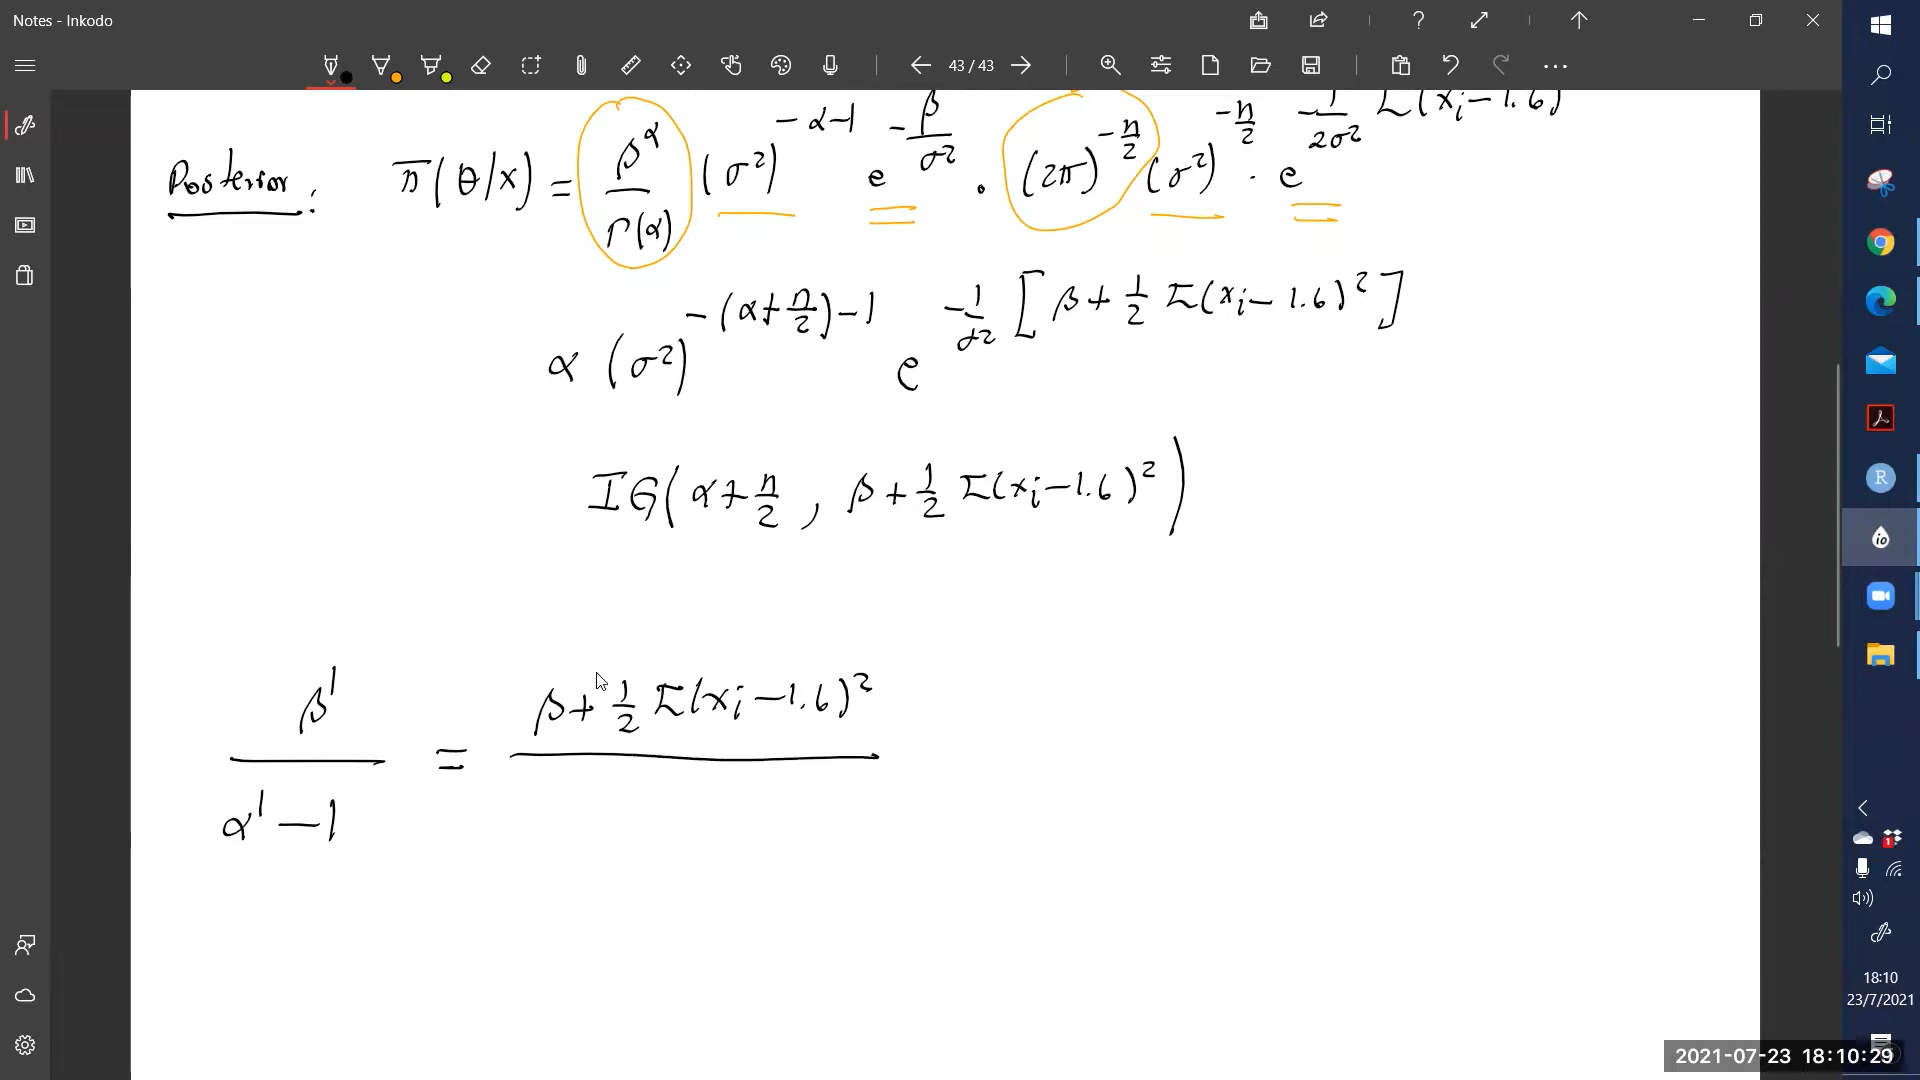 Notes - Inkodo
43 / 43
Posterior: π(θ/x) = β^α / Γ(α) (σ²)^{-α-1} e^{-β/σ²} . (2π)^{-n/2} (σ²)^{-n/2} . e^{-1/2σ² Σ(xi-1.6)}
α (σ²)^{-(α+n/2)-1} e^{-1/σ² [β+1/2 Σ(xi-1.6)²]}
IG(α+n/2, β+1/2 Σ(xi-1.6)²)
β' / α'-1 = β+1/2 Σ(xi-1.6)²
18:10
23/7/2021
2021-07-23 18:10:29